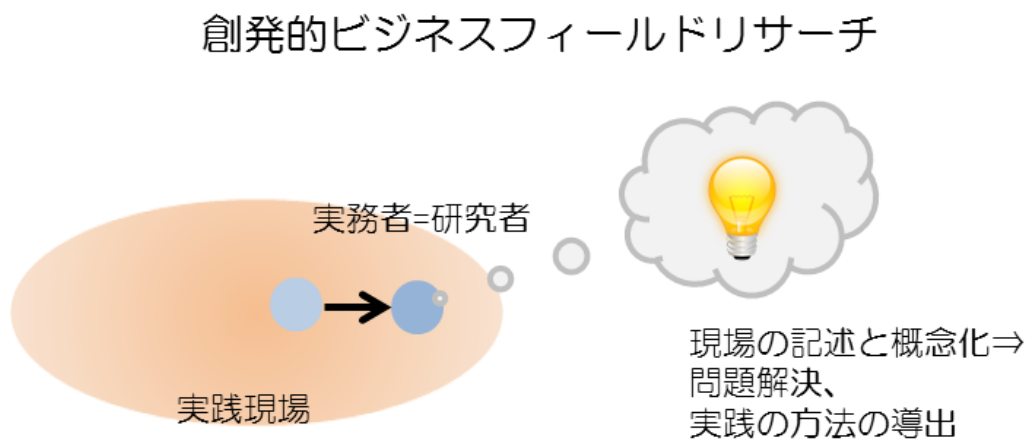 創発的ビジネスフィールドリサーチ
実務者=研究者
実践現場
現場の記述と概念化⇒
問題解決、
実践の方法の導出